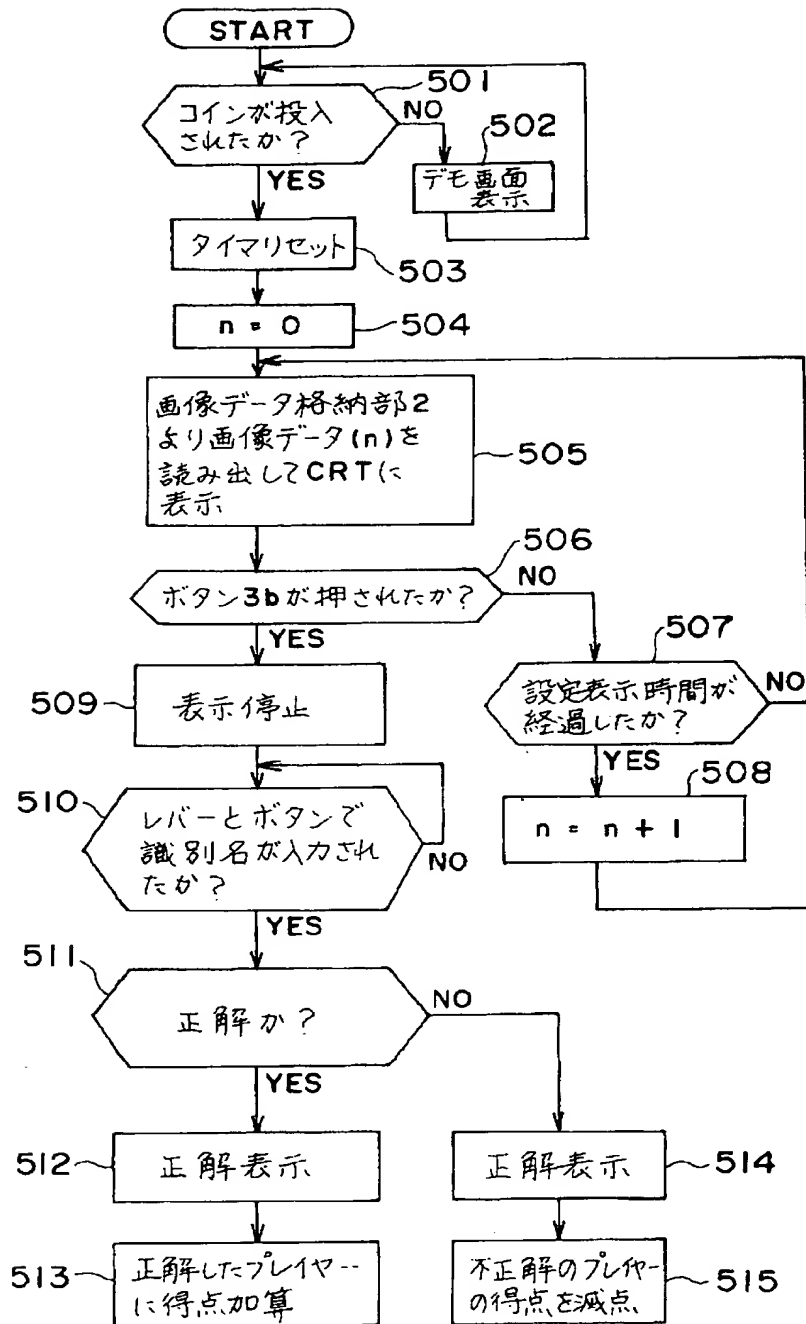 START
501
コインが投入
されたか?
NO
502
デモ画面
表示
YES
タイマリセット
503
n = 0
504
画像データ格納部2
より画像データ(n)を
読み出してCRTに
表示
505
506
ボタン3bが押されたか?
NO
YES
507
設定表示時間が
経過したか?
NO
YES
508
n = n + 1
509
表示停止
510
レバーとボタンで
識別名が入力され
たか?
NO
YES
511
正解か?
NO
YES
512
正解表示
正解表示
514
513
正解したプレイヤー
に得点加算
不正解のプレイヤー
の得点を減点
515